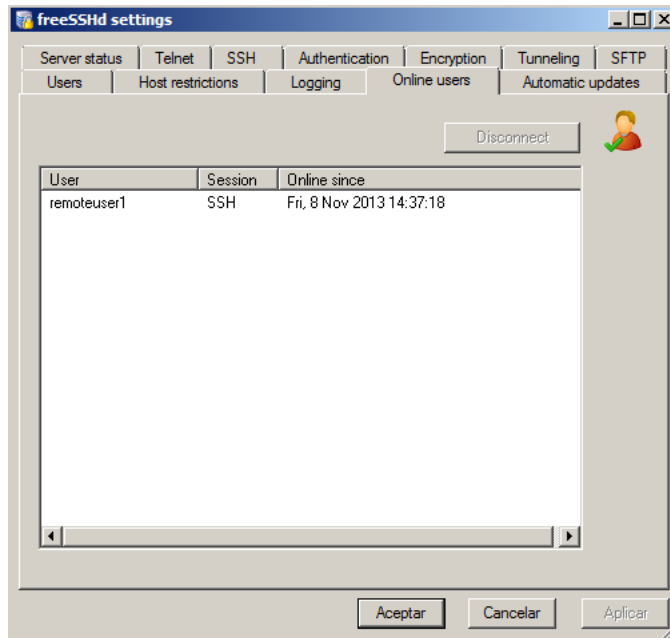 freeSSHd settings
Server status Telnet SSH Authentication Encryption Tunneling SFTP
Users Host restrictions Logging Online users Automatic updates
Disconnect
User Session Online since
remoteuser1 SSH Fri, 8 Nov 2013 14:37:18
Aceptar Cancelar Aplicar